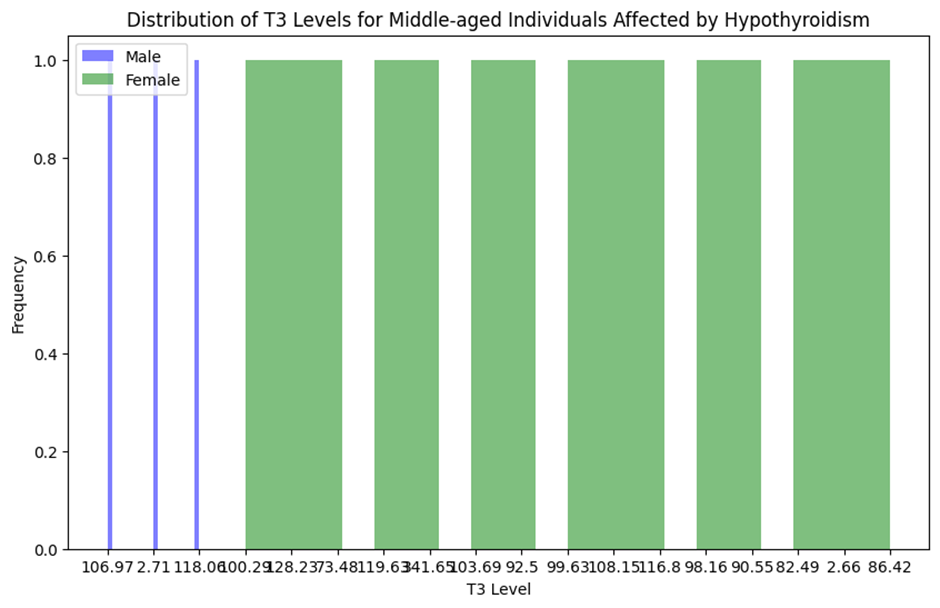 Distribution of T3 Levels for Middle-aged Individuals Affected by Hypothyroidism
Male
Female
1.0
0.8
0.6
0.4
0.2
0.0
Frequency
106.97 2.71 118.06 100.29 128.23 73.48 119.63 341.65 103.69 92.5 99.63 108.15 116.8 98.16 90.55 82.49 2.66 86.42
T3 Level